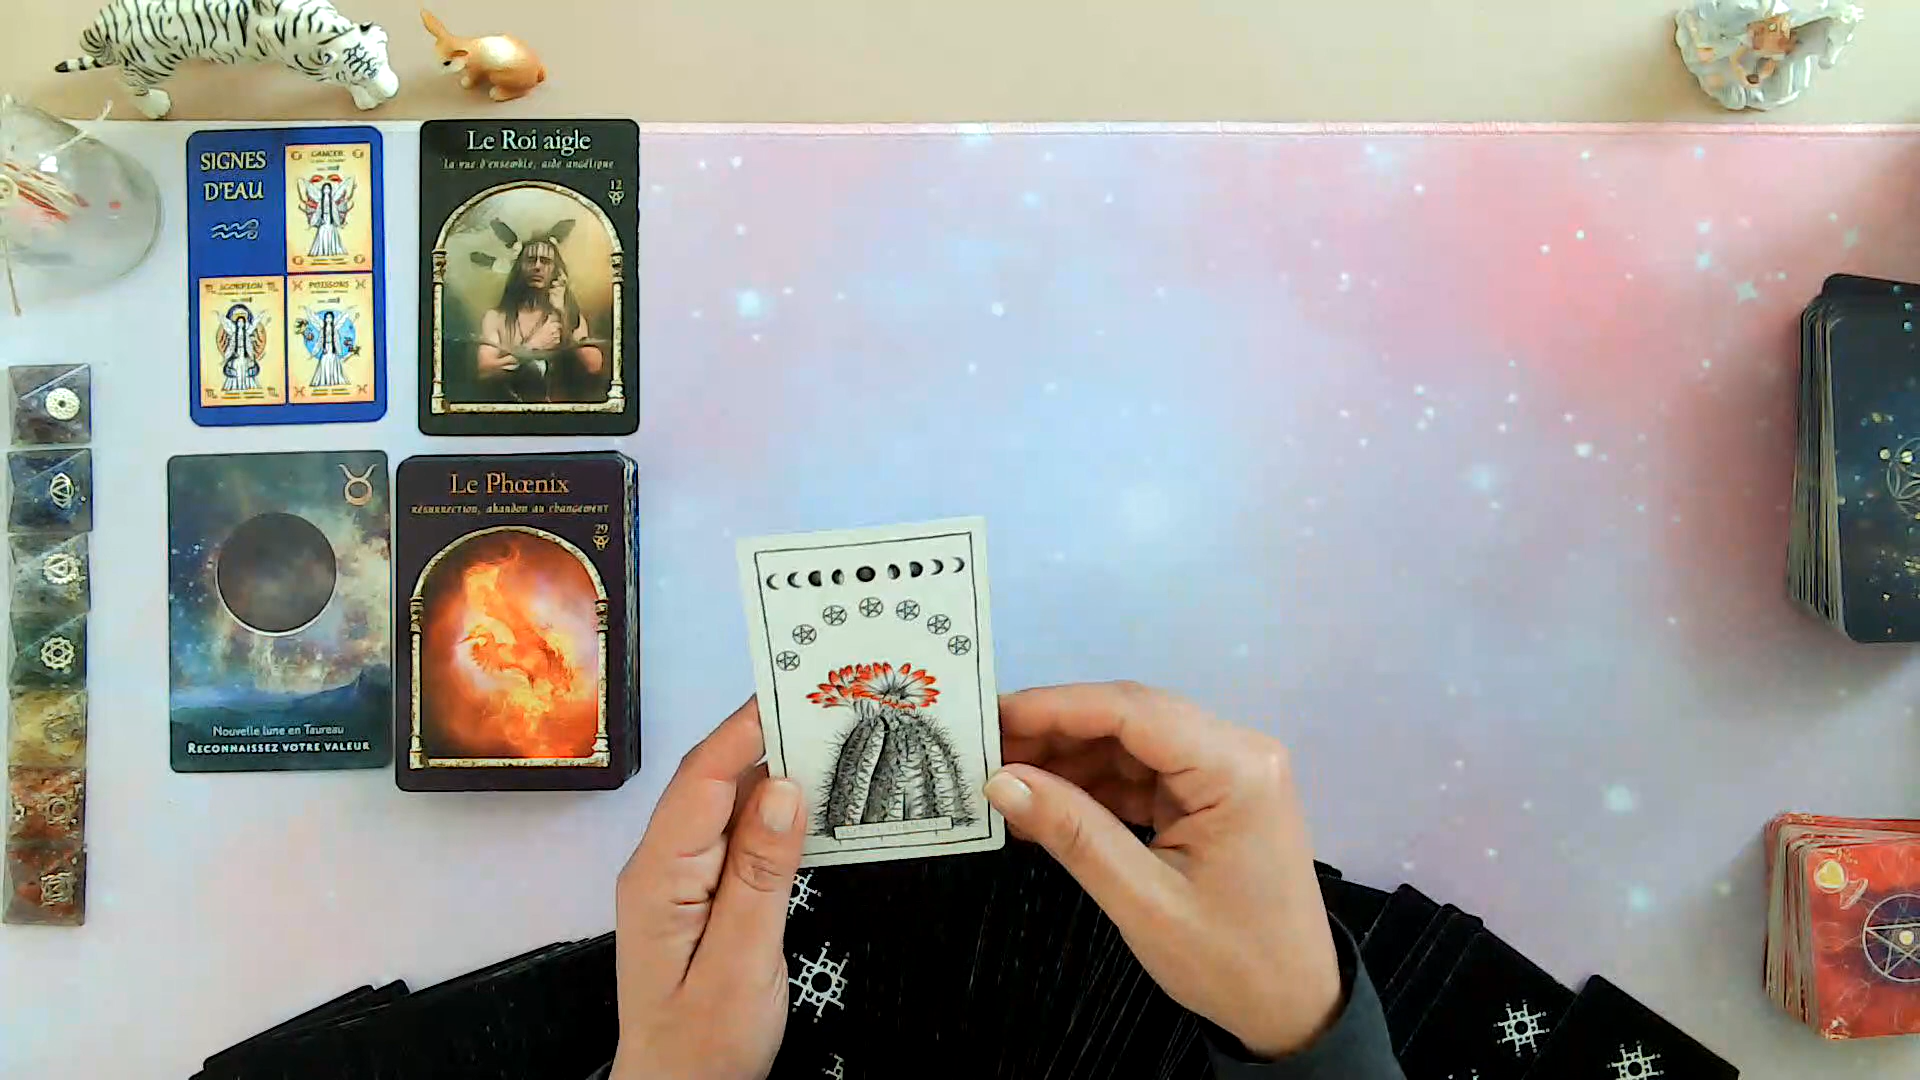 SIGNES
D'EAU
CANCER
SCORPION
POISSONS
Le Roi aigle
la vue d'ensemble, aide angélique
12
Nouvelle lune en Taureau
RECONNAISSEZ VOTRE VALEUR
Le Phœnix
résurrection, abandon au changement
29